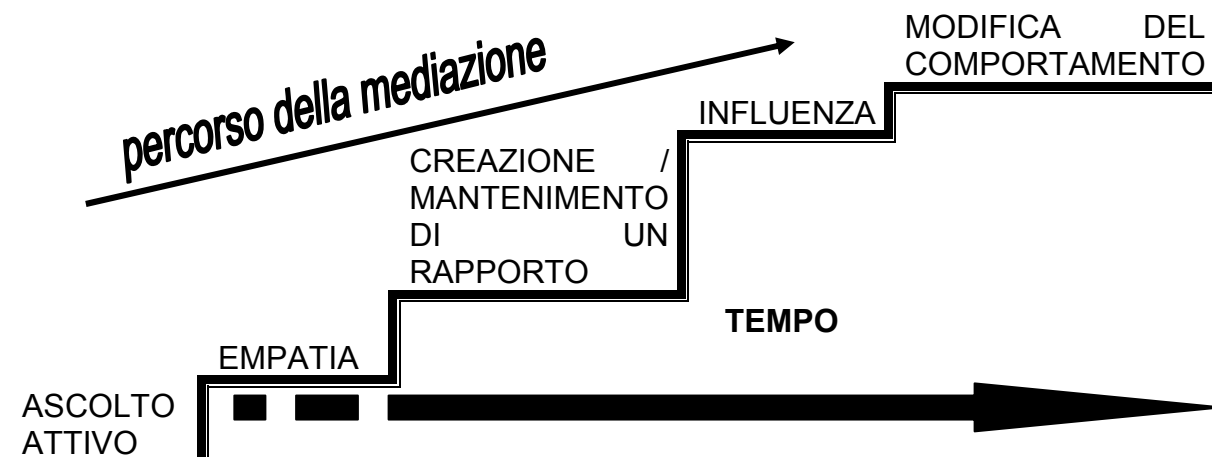 MODIFICA DEL
COMPORTAMENTO
percorso della mediazione
INFLUENZA
CREAZIONE /
MANTENIMENTO
DI UN
RAPPORTO
TEMPO
EMPATIA
ASCOLTO
ATTIVO